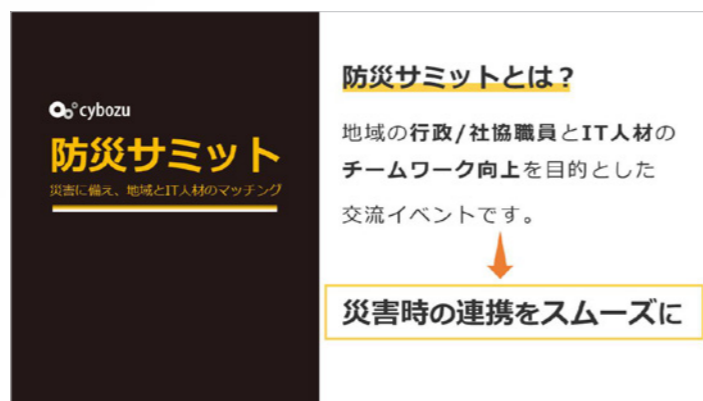 cybozu
防災サミット
災害に備え、地域とIT人材のマッチング
防災サミットとは？
地域の行政/社協職員とIT人材の
チームワーク向上を目的とした
交流イベントです。
災害時の連携をスムーズに